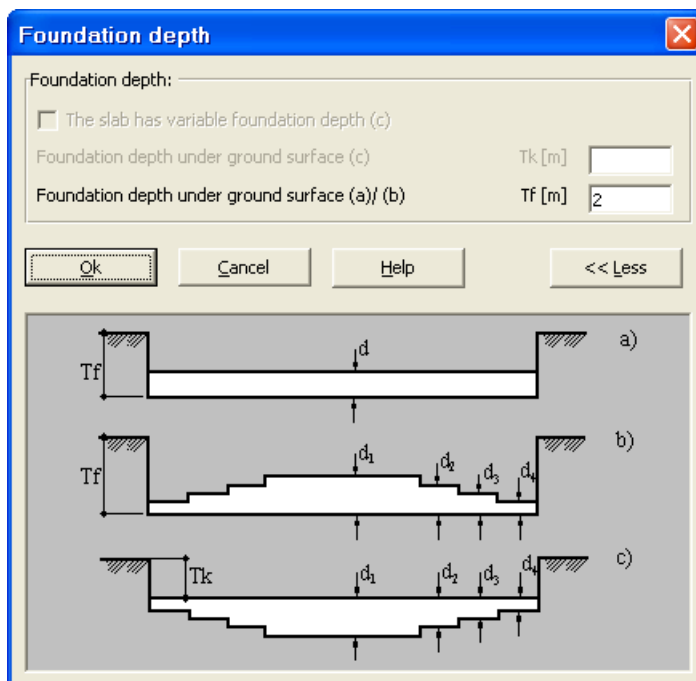 Foundation depth
Foundation depth:
The slab has variable foundation depth (c)
Foundation depth under ground surface (c) Tk [m]
Foundation depth under ground surface (a)/ (b) Tf [m] 2
Ok Cancel Help << Less
Tf d a)
Tf d1 d2 d3 d4 b)
Tk d1 d2 d3 d4 c)